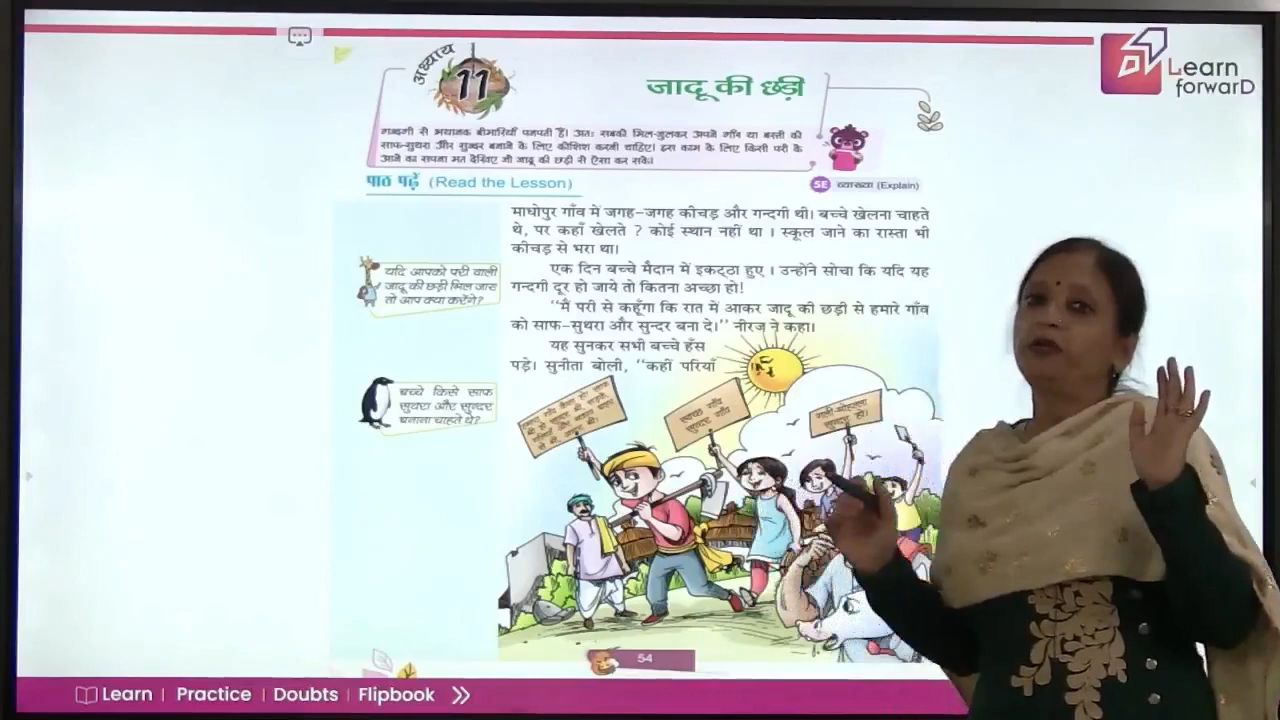 अध्याय
11
जादू की छड़ी
Learn
forwarD
गन्दगी से भयानक बीमारियाँ पनपती हैं। अतः सबको मिल-जुलकर अपने गाँव या बस्ती को
साफ-सुथरा और सुन्दर बनाने के लिए कोशिश करनी चाहिए। इस काम के लिए किसी परी के
आने का सपना मत देखिए जो जादू की छड़ी से ऐसा कर सके।
पाठ पढ़ें (Read the Lesson)
5E व्याख्या (Explain)
माधोपुर गाँव में जगह-जगह कीचड़ और गन्दगी थी। बच्चे खेलना चाहते
थे, पर कहाँ खेलते ? कोई स्थान नहीं था । स्कूल जाने का रास्ता भी
कीचड़ से भरा था।
एक दिन बच्चे मैदान में इकट्ठा हुए । उन्होंने सोचा कि यदि यह
गन्दगी दूर हो जाये तो कितना अच्छा हो!
यदि आपको परी वाली
जादू की छड़ी मिल जाए
तो आप क्या करेंगे?
“मैं परी से कहूँगा कि रात में आकर जादू की छड़ी से हमारे गाँव
को साफ-सुथरा और सुन्दर बना दे।” नीरज ने कहा।
यह सुनकर सभी बच्चे हँस
पड़े। सुनीता बोली, “कहीं परियाँ
बच्चे किसे साफ
सुथरा और सुन्दर
बनाना चाहते थे?
स्वच्छ गाँव
सुन्दर गाँव
गली-मोहल्ला
सुन्दर हो।
54
Learn | Practice | Doubts | Flipbook